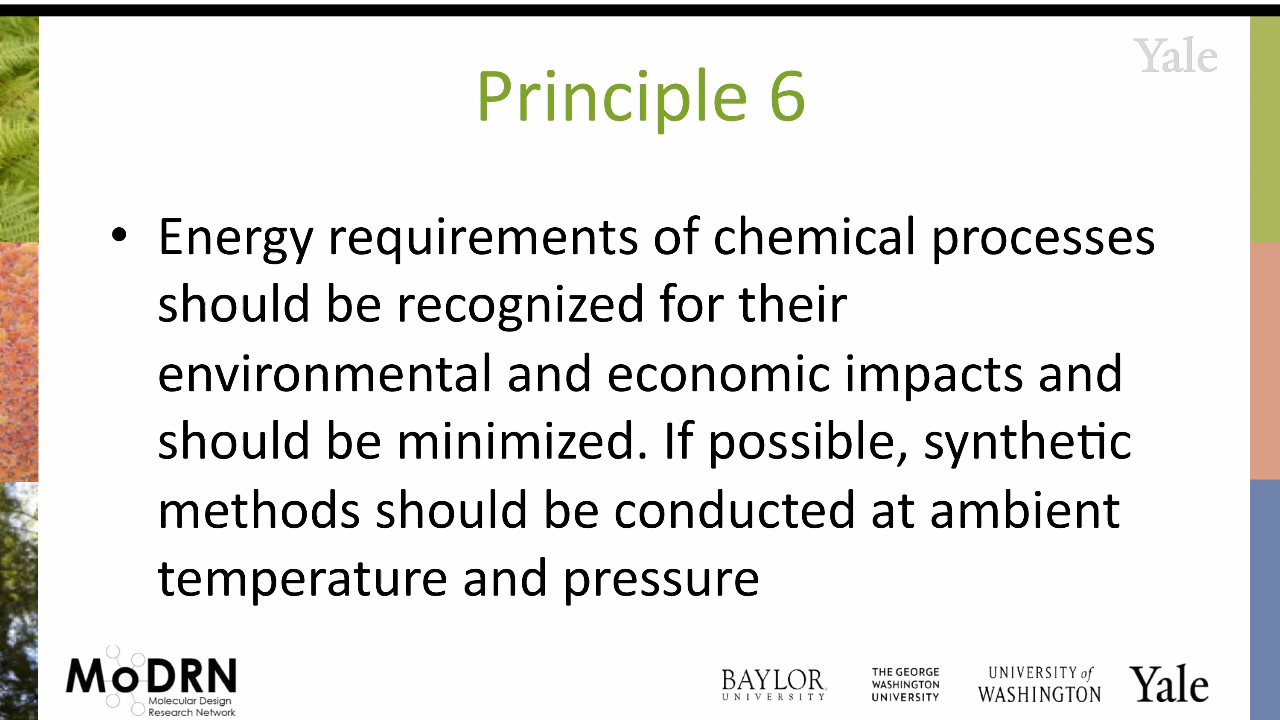 Yale
Principle 6
• Energy requirements of chemical processes
should be recognized for their
environmental and economic impacts and
should be minimized. If possible, synthetic
methods should be conducted at ambient
temperature and pressure
MoDRN
Molecular Design
Research Network
BAYLOR
UNIVERSITY
THE GEORGE
WASHINGTON
UNIVERSITY
UNIVERSITY of
WASHINGTON
Yale